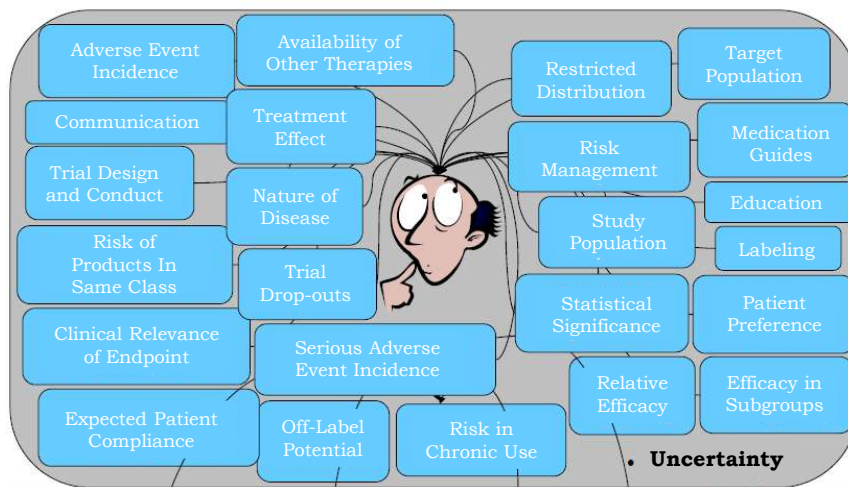 Adverse Event
Incidence
Availability of
Other Therapies
Restricted
Distribution
Target
Population
Communication
Treatment
Effect
Risk
Management
Medication
Guides
Trial Design
and Conduct
Nature of
Disease
Education
Study
Population
Labeling
Risk of
Products In
Same Class
Trial
Drop-outs
Statistical
Significance
Patient
Preference
Clinical Relevance
of Endpoint
Serious Adverse
Event Incidence
Relative
Efficacy
Efficacy in
Subgroups
Expected Patient
Compliance
Off-Label
Potential
Risk in
Chronic Use
• Uncertainty